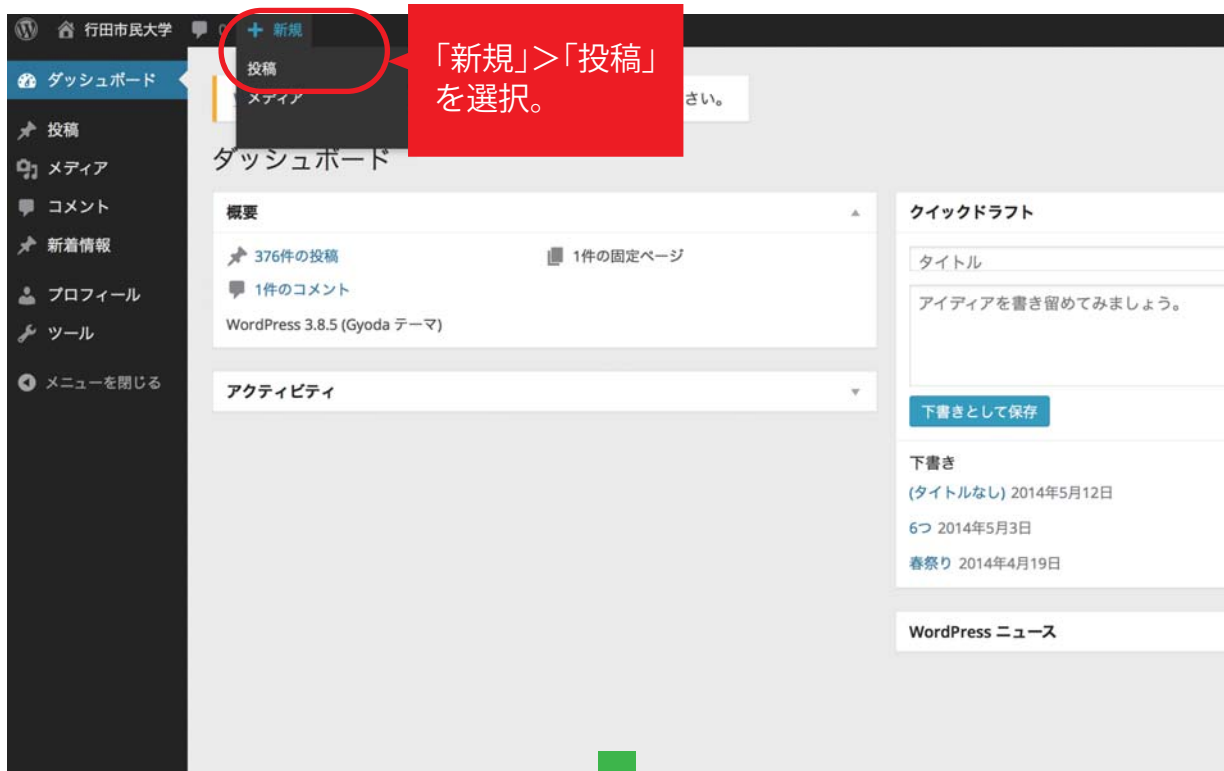 行田市民大学
新規
投稿
メディア
「新規」＞「投稿」
を選択。
さい。
ダッシュボード
投稿
メディア
コメント
新着情報
プロフィール
ツール
メニューを閉じる
ダッシュボード
概要
376件の投稿
1件の固定ページ
1件のコメント
WordPress 3.8.5 (Gyoda テーマ)
アクティビティ
クイックドラフト
タイトル
アイディアを書き留めてみましょう。
下書きとして保存
下書き
(タイトルなし) 2014年5月12日
6つ 2014年5月3日
春祭り 2014年4月19日
WordPress ニュース